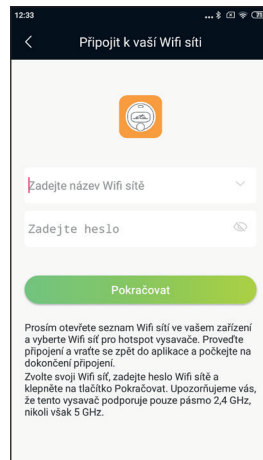 12:33
Připojit k vaší Wifi síti
Zadejte název Wifi sítě
Zadejte heslo
Pokračovat
Prosím otevřete seznam Wifi sítí ve vašem zařízení
a vyberte Wifi síť pro hotspot vysavače. Proveďte
připojení a vraťte se zpět do aplikace a počkejte na
dokončení připojení.
Zvolte svoji Wifi síť, zadejte heslo Wifi sítě a
klepněte na tlačítko Pokračovat. Upozorňujeme vás,
že tento vysavač podporuje pouze pásmo 2,4 GHz,
nikoli však 5 GHz.